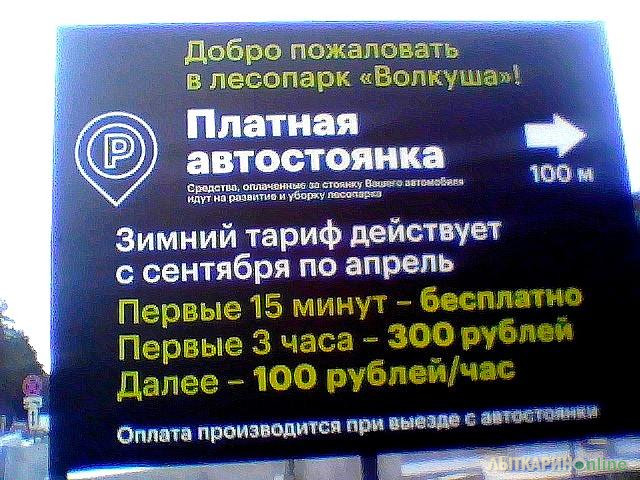 Добро пожаловать
в лесопарк «Волкуша»!
P
Платная
автостоянка
100 м
Средства, оплаченные за стоянку Вашего автомобиля
идут на развитие и уборку лесопарка
Зимний тариф действует
с сентября по апрель
Первые 15 минут – бесплатно
Первые 3 часа – 300 рублей
Далее – 100 рублей/час
Оплата производится при выезде с автостоянки
ЛЫТКАРИНОnline